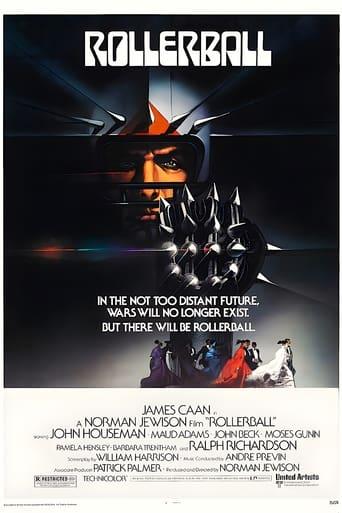 ROLLERBALL
IN THE NOT TOO DISTANT FUTURE,
WARS WILL NO LONGER EXIST.
BUT THERE WILL BE ROLLERBALL.
JAMES CAAN in
A NORMAN JEWISON Film "ROLLERBALL"
starring JOHN HOUSEMAN · MAUD ADAMS · JOHN BECK · MOSES GUNN
PAMELA HENSLEY · BARBARA TRENTHAM and RALPH RICHARDSON
Screenplay by WILLIAM HARRISON Music Conducted by ANDRE PREVIN
Associate Producer PATRICK PALMER Produced and Directed by NORMAN JEWISON
R RESTRICTED TECHNICOLOR United Artists